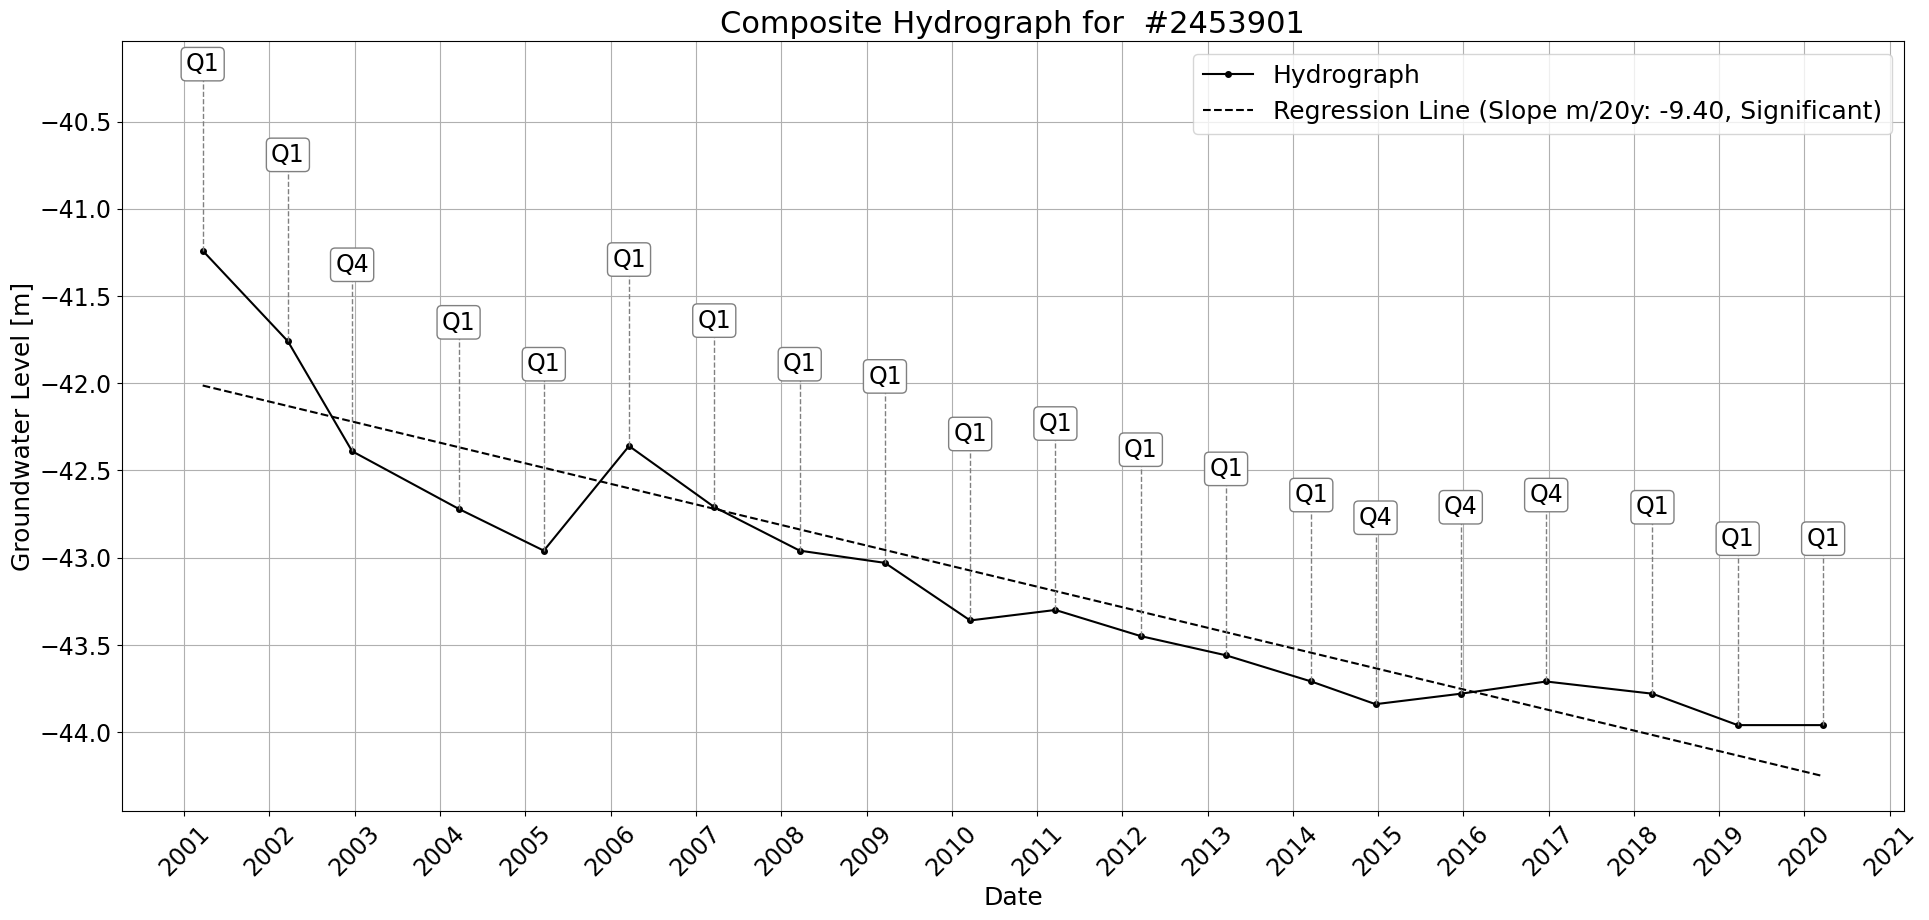 Composite Hydrograph for  #2453901
Hydrograph
Regression Line (Slope m/20y: -9.40, Significant)
Q1
Q1
Q4
Q1
Q1
Q1
Q1
Q1
Q1
Q1
Q1
Q1
Q1
Q1
Q4
Q4
Q4
Q1
Q1
Q1
Groundwater Level [m]
−40.5
−41.0
−41.5
−42.0
−42.5
−43.0
−43.5
−44.0
2001
2002
2003
2004
2005
2006
2007
2008
2009
2010
2011
2012
2013
2014
2015
2016
2017
2018
2019
2020
2021
Date